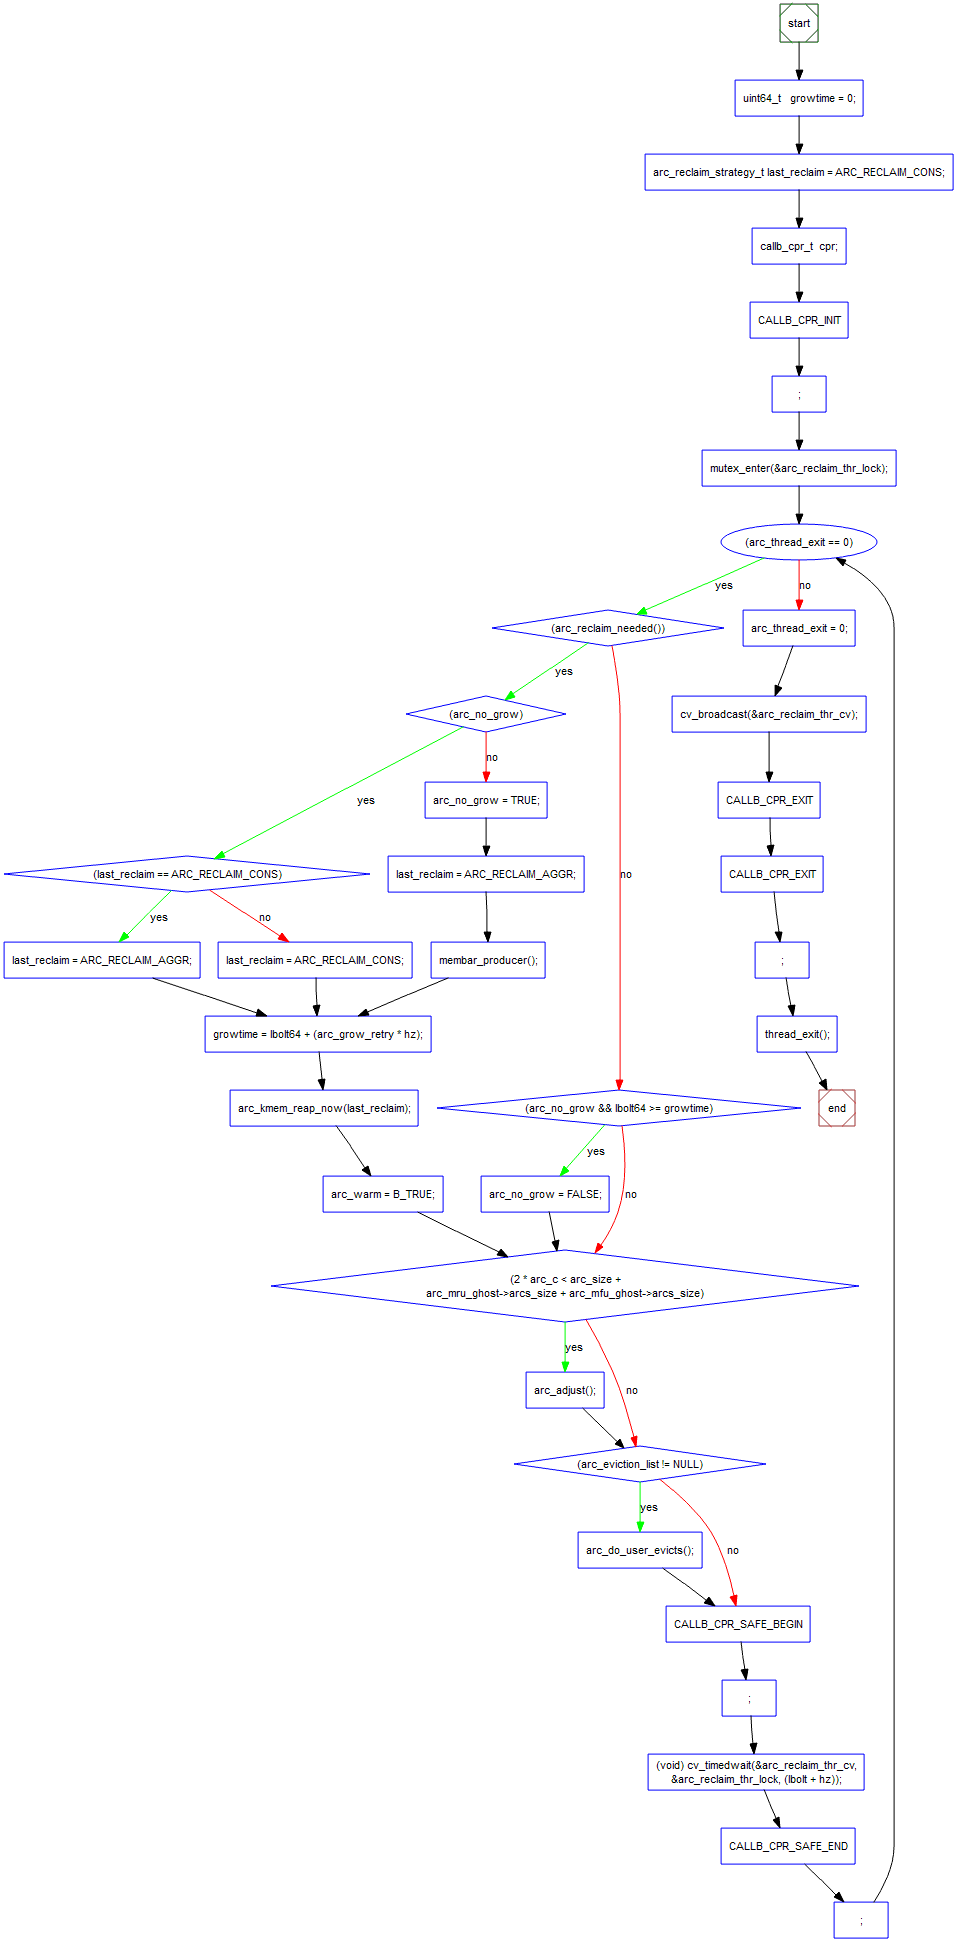 start
uint64_t   growtime = 0;
arc_reclaim_strategy_t last_reclaim = ARC_RECLAIM_CONS;
callb_cpr_t  cpr;
CALLB_CPR_INIT
;
mutex_enter(&arc_reclaim_thr_lock);
(arc_thread_exit == 0)
yes
no
(arc_reclaim_needed())
arc_thread_exit = 0;
yes
(arc_no_grow)
cv_broadcast(&arc_reclaim_thr_cv);
no
yes
arc_no_grow = TRUE;
CALLB_CPR_EXIT
(last_reclaim == ARC_RECLAIM_CONS)
last_reclaim = ARC_RECLAIM_AGGR;
no
CALLB_CPR_EXIT
yes
no
last_reclaim = ARC_RECLAIM_AGGR;
last_reclaim = ARC_RECLAIM_CONS;
membar_producer();
;
growtime = lbolt64 + (arc_grow_retry * hz);
thread_exit();
arc_kmem_reap_now(last_reclaim);
(arc_no_grow && lbolt64 >= growtime)
end
yes
arc_warm = B_TRUE;
arc_no_grow = FALSE;
no
(2 * arc_c < arc_size +
arc_mru_ghost->arcs_size + arc_mfu_ghost->arcs_size)
yes
arc_adjust();
no
(arc_eviction_list != NULL)
yes
arc_do_user_evicts();
no
CALLB_CPR_SAFE_BEGIN
;
(void) cv_timedwait(&arc_reclaim_thr_cv,
&arc_reclaim_thr_lock, (lbolt + hz));
CALLB_CPR_SAFE_END
;